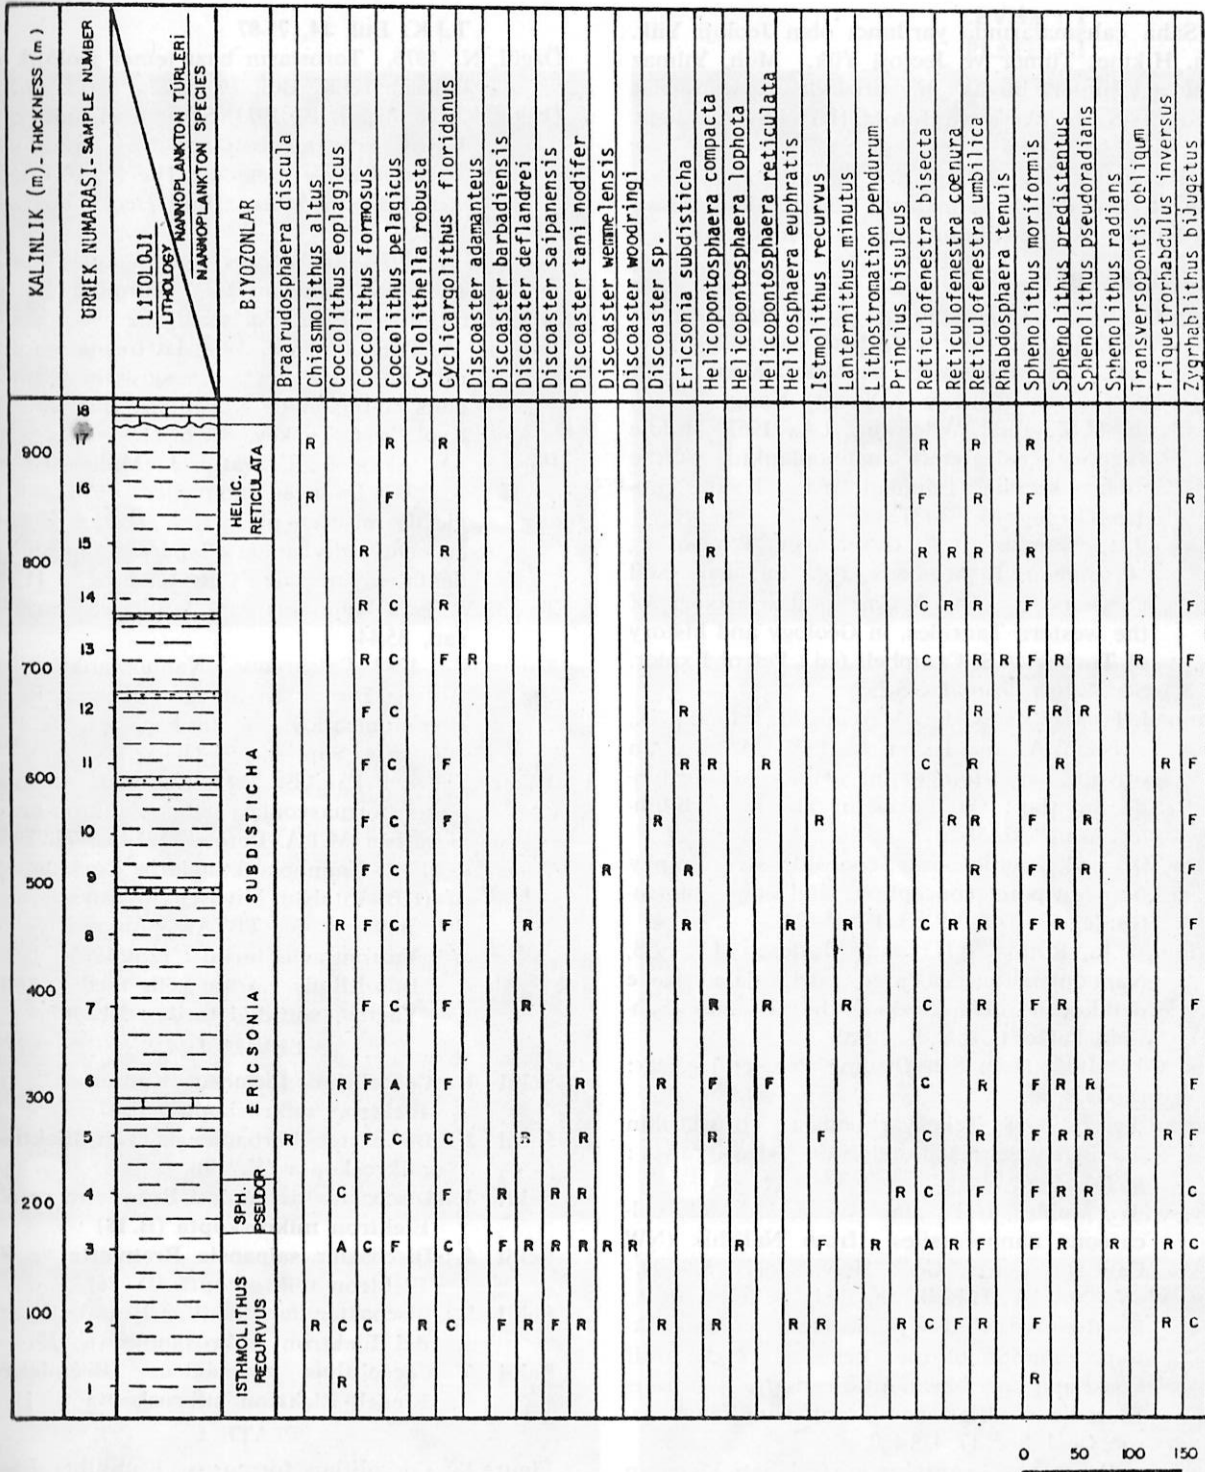 KALINLIK (m)-THICKNESS (m)
ÖRNEK NUMARASI-SAMPLE NUMBER
LİTOLOJİ
LITHOLOGY
NANNOPLANKTON TÜRLERİ
NANNOPLANKTON SPECIES
BİYOZONLAR
Braarudosphaera discula
Chiasmolithus altus
Coccolithus eoplagicus
Coccolithus formosus
Coccolithus pelagicus
Cyclolithella robusta
Cyclicargolithus floridanus
Discoaster adamanteus
Discoaster barbadiensis
Discoaster deflandrei
Discoaster saipanensis
Discoaster tani nodifer
Discoaster wemmelensis
Discoaster woodringi
Discoaster sp.
Ericsonia subdisticha
Helicopontosphaera compacta
Helicopontosphaera lophota
Helicopontosphaera reticulata
Helicosphaera euphratis
Istmolithus recurvus
Lanternithus minutus
Lithostromation pendurum
Princius bisulcus
Reticulofenestra bisecta
Reticulofenestra coenura
Reticulofenestra umbilica
Rhabdosphaera tenuis
Sphenolithus moriformis
Sphenolithus predistentus
Sphenolithus pseudoradians
Sphenolithus radians
Transversopontis obliqum
Triquetrorhabdulus inversus
Zygrhablithus bilugatus
18
900 17 R R R R R R
16 R F R F R F R
HELIC.
RETICULATA
800 15 R R R R R R R
14 R C R C R R F F
700 13 R C F R C R R F R R F
12 F C R R F R R
600 11 F C F R R R C R R R F
10 F C F R R R R F R F
500 9 F C R R R F R F
8 R F C F R R R R C R R F R F
400 7 F C F R R R R C R F R F
ERICSONIA SUBDISTICHA
300 6 R F A F R R F F C R F R R F
5 R F C C R R R F C R F R R R F
200 4 C F R R R R C F F R R C
SPH.
PSEUDOR
3 A C F C F R R R R R R F R A R F F R R R C
100 2 R C C R C F R F R R R R R R C F R F R C
ISTHMOLITHUS
RECURVUS
1 R R
0 50 100 150